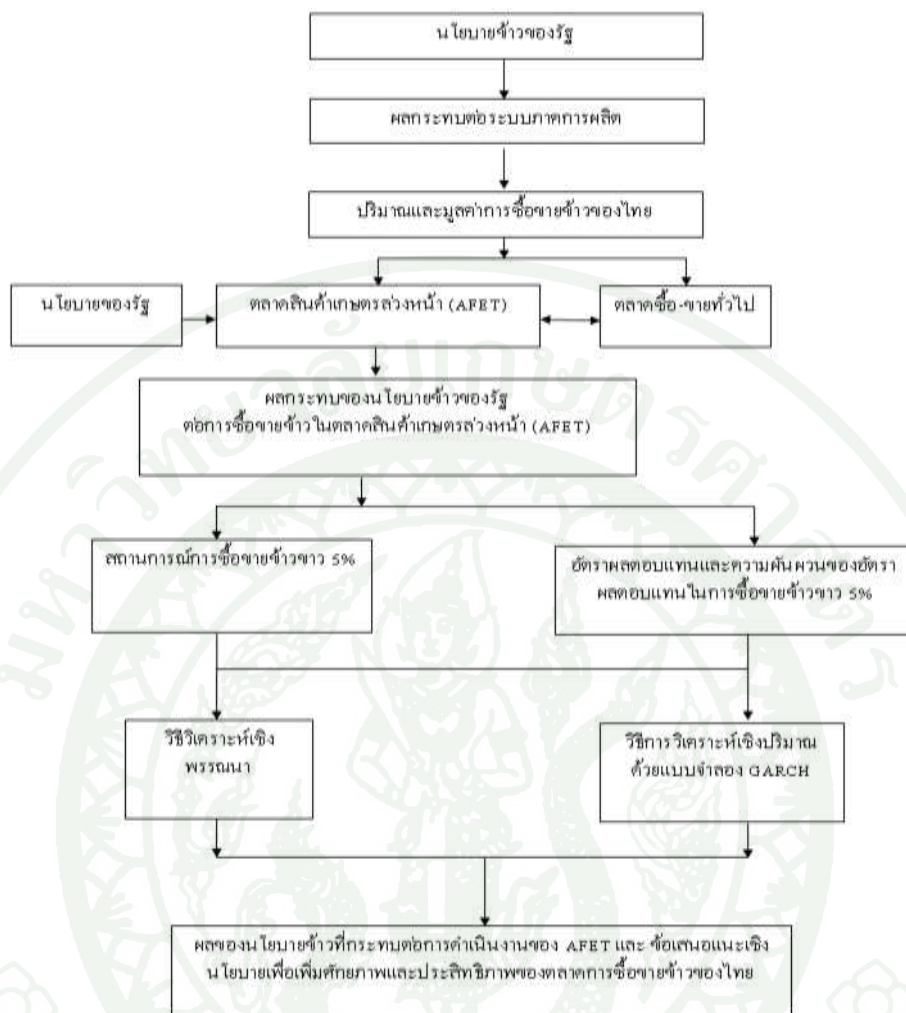 นโยบายข้าวของรัฐ
ผลกระทบต่อระบบภาคการผลิต
ปริมาณและมูลค่าการซื้อขายข้าวของไทย
นโยบายของรัฐ
ตลาดสินค้าเกษตรล่วงหน้า (AFET)
ตลาดซื้อ-ขายทั่วไป
ผลกระทบของนโยบายข้าวของรัฐ
ต่อการซื้อขายข้าวในตลาดสินค้าเกษตรล่วงหน้า (AFET)
สถานการณ์การซื้อขายข้าวขาว 5%
อัตราผลตอบแทนและความผันผวนของอัตรา
ผลตอบแทนในการซื้อขายข้าวขาว 5%
วิธีวิเคราะห์เชิง
พรรณนา
วิธีการวิเคราะห์เชิงปริมาณ
ด้วยแบบจำลอง GARCH
ผลของนโยบายข้าวที่กระทบต่อการดำเนินงานของ AFET และ ข้อเสนอแนะเชิง
นโยบายเพื่อเพิ่มศักยภาพและประสิทธิภาพของตลาดการซื้อขายข้าวของไทย
มหาวิทยาลัยเกษตรศาสตร์